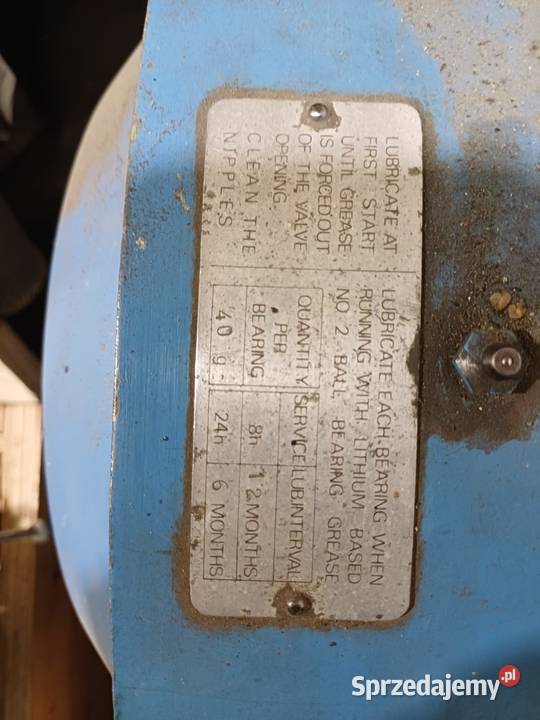 LUBRICATE AT
FIRST START
UNTIL GREASE
IS FORCED OUT
OF THE VALVE
OPENING.
CLEAN THE
NIPPLES
LUBRICATE EACH BEARING WHEN
RUNNING WITH LITHIUM BASED
NO 2 BALL BEARING GREASE
QUANTITY PER BEARING SERVICE LUB.INTERVAL
40 g 8h 12 MONTHS
24h 6 MONTHS
Sprzedajemy.pl